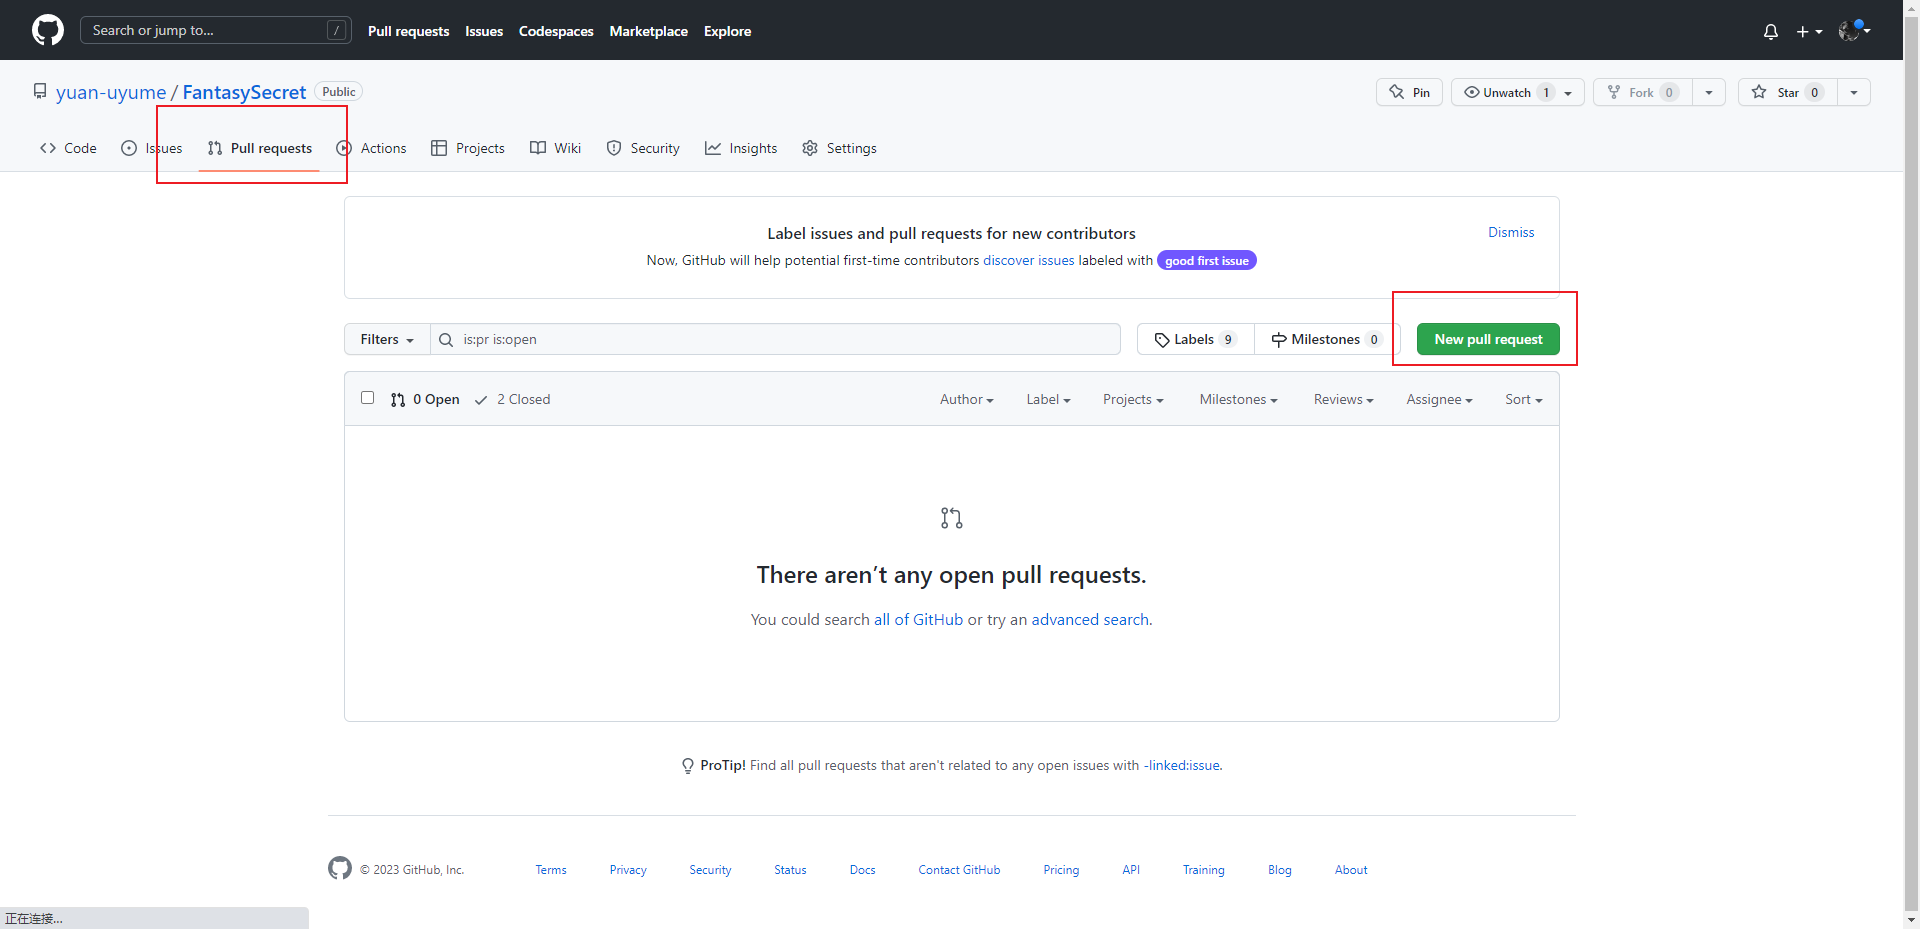 Search or jump to... / Pull requests Issues Codespaces Marketplace Explore
yuan-uyume / FantasySecret Public Pin Unwatch 1 Fork 0 Star 0
Code Issues Pull requests Actions Projects Wiki Security Insights Settings
Label issues and pull requests for new contributors Dismiss
Now, GitHub will help potential first-time contributors discover issues labeled with good first issue
Filters is:pr is:open Labels 9 Milestones 0 New pull request
0 Open 2 Closed Author Label Projects Milestones Reviews Assignee Sort
There aren’t any open pull requests.
You could search all of GitHub or try an advanced search.
ProTip! Find all pull requests that aren't related to any open issues with -linked:issue.
© 2023 GitHub, Inc. Terms Privacy Security Status Docs Contact GitHub Pricing API Training Blog About
正在连接...